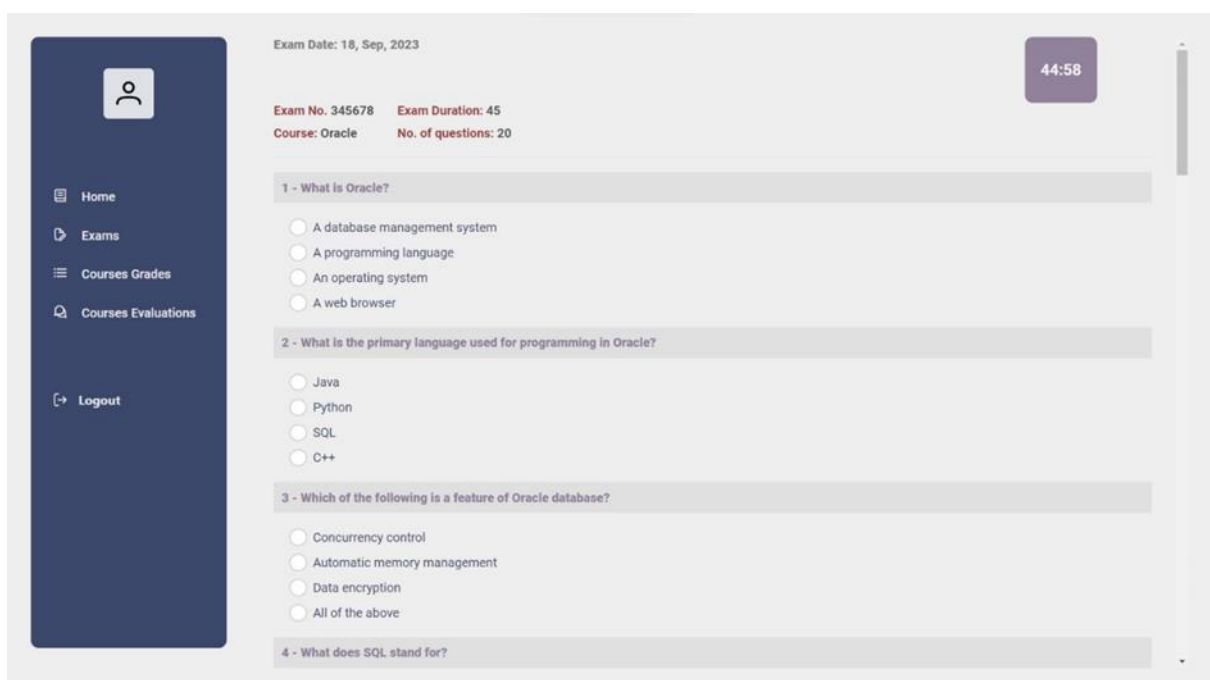 Exam Date: 18, Sep, 2023
44:58
Exam No. 345678 Exam Duration: 45
Course: Oracle No. of questions: 20
Home
Exams
Courses Grades
Courses Evaluations
Logout
1 - What is Oracle?
A database management system
A programming language
An operating system
A web browser
2 - What is the primary language used for programming in Oracle?
Java
Python
SQL
C++
3 - Which of the following is a feature of Oracle database?
Concurrency control
Automatic memory management
Data encryption
All of the above
4 - What does SQL stand for?